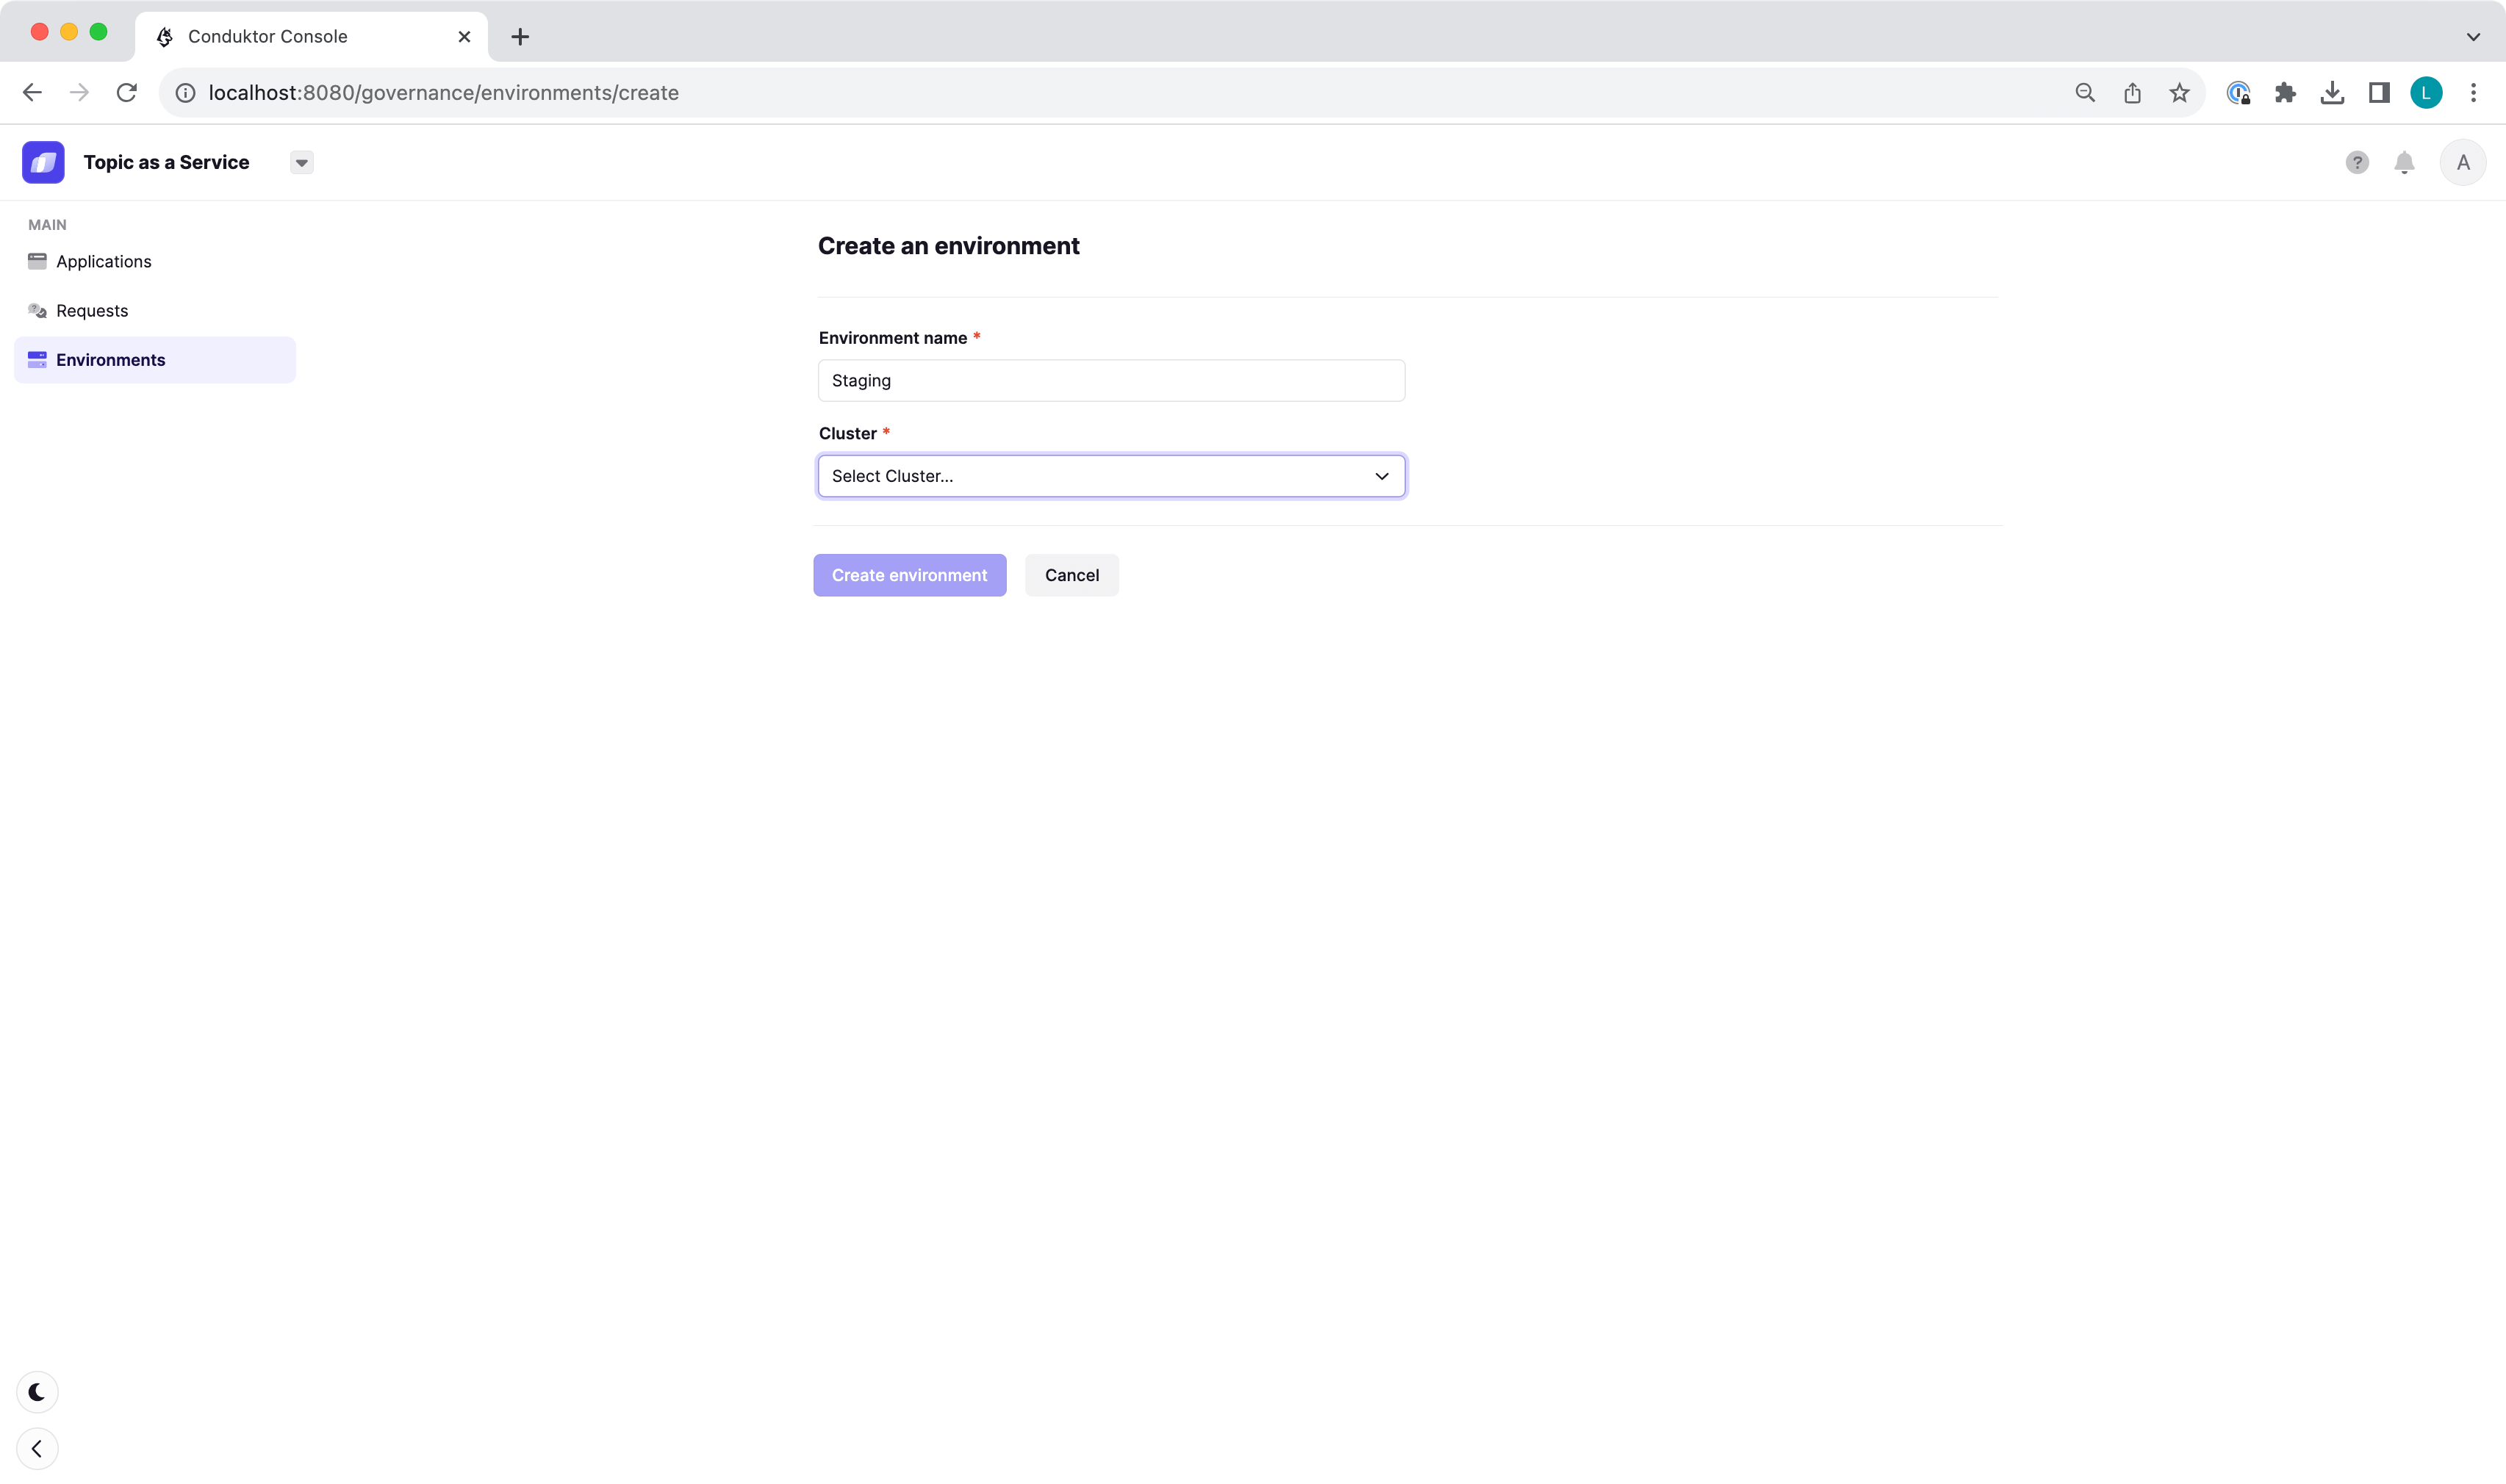 Conduktor Console
localhost:8080/governance/environments/create
L
Topic as a Service
?
A
MAIN
Applications
Requests
Environments
Create an environment
Environment name *
Staging
Cluster *
Select Cluster...
Create environment
Cancel